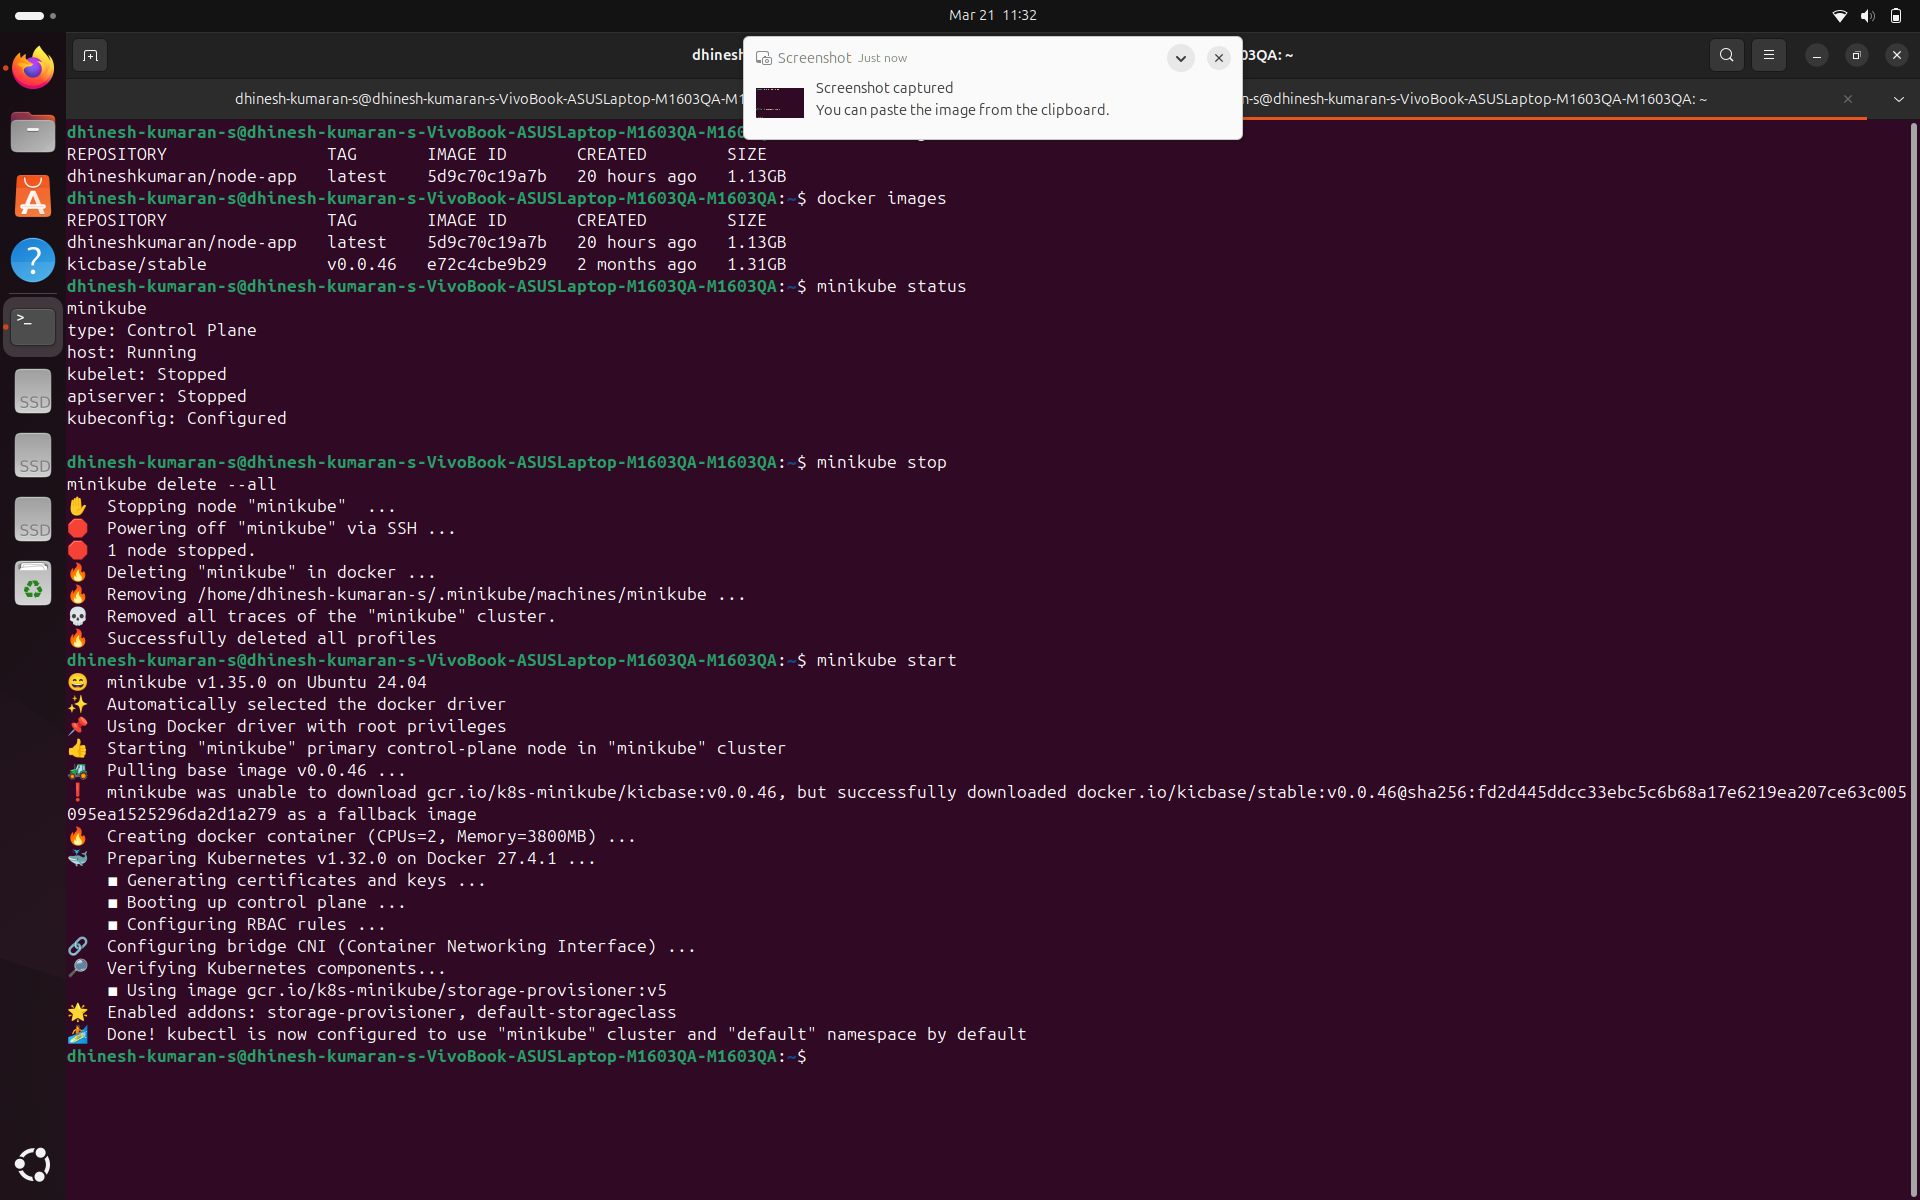 Mar 21 11:32
dhinesh
03QA: ~
Screenshot Just now
Screenshot captured
You can paste the image from the clipboard.
dhinesh-kumaran-s@dhinesh-kumaran-s-VivoBook-ASUSLaptop-M1603QA-M1
n-s@dhinesh-kumaran-s-VivoBook-ASUSLaptop-M1603QA-M1603QA: ~
dhinesh-kumaran-s@dhinesh-kumaran-s-VivoBook-ASUSLaptop-M1603QA-M160
REPOSITORY TAG IMAGE ID CREATED SIZE
dhineshkumaran/node-app latest 5d9c70c19a7b 20 hours ago 1.13GB
dhinesh-kumaran-s@dhinesh-kumaran-s-VivoBook-ASUSLaptop-M1603QA-M1603QA:~$ docker images
REPOSITORY TAG IMAGE ID CREATED SIZE
dhineshkumaran/node-app latest 5d9c70c19a7b 20 hours ago 1.13GB
kicbase/stable v0.0.46 e72c4cbe9b29 2 months ago 1.31GB
dhinesh-kumaran-s@dhinesh-kumaran-s-VivoBook-ASUSLaptop-M1603QA-M1603QA:~$ minikube status
minikube
type: Control Plane
host: Running
kubelet: Stopped
apiserver: Stopped
kubeconfig: Configured
dhinesh-kumaran-s@dhinesh-kumaran-s-VivoBook-ASUSLaptop-M1603QA-M1603QA:~$ minikube stop
minikube delete --all
✋ Stopping node "minikube" ...
🛑 Powering off "minikube" via SSH ...
🛑 1 node stopped.
🔥 Deleting "minikube" in docker ...
🔥 Removing /home/dhinesh-kumaran-s/.minikube/machines/minikube ...
💀 Removed all traces of the "minikube" cluster.
🔥 Successfully deleted all profiles
dhinesh-kumaran-s@dhinesh-kumaran-s-VivoBook-ASUSLaptop-M1603QA-M1603QA:~$ minikube start
😄 minikube v1.35.0 on Ubuntu 24.04
✨ Automatically selected the docker driver
📌 Using Docker driver with root privileges
👍 Starting "minikube" primary control-plane node in "minikube" cluster
🚜 Pulling base image v0.0.46 ...
❗ minikube was unable to download gcr.io/k8s-minikube/kicbase:v0.0.46, but successfully downloaded docker.io/kicbase/stable:v0.0.46@sha256:fd2d445ddcc33ebc5c6b68a17e6219ea207ce63c005
095ea1525296da2d1a279 as a fallback image
🔥 Creating docker container (CPUs=2, Memory=3800MB) ...
🐳 Preparing Kubernetes v1.32.0 on Docker 27.4.1 ...
▪ Generating certificates and keys ...
▪ Booting up control plane ...
▪ Configuring RBAC rules ...
🔗 Configuring bridge CNI (Container Networking Interface) ...
🔎 Verifying Kubernetes components...
▪ Using image gcr.io/k8s-minikube/storage-provisioner:v5
🌟 Enabled addons: storage-provisioner, default-storageclass
🏄 Done! kubectl is now configured to use "minikube" cluster and "default" namespace by default
dhinesh-kumaran-s@dhinesh-kumaran-s-VivoBook-ASUSLaptop-M1603QA-M1603QA:~$
SSD
SSD
SSD